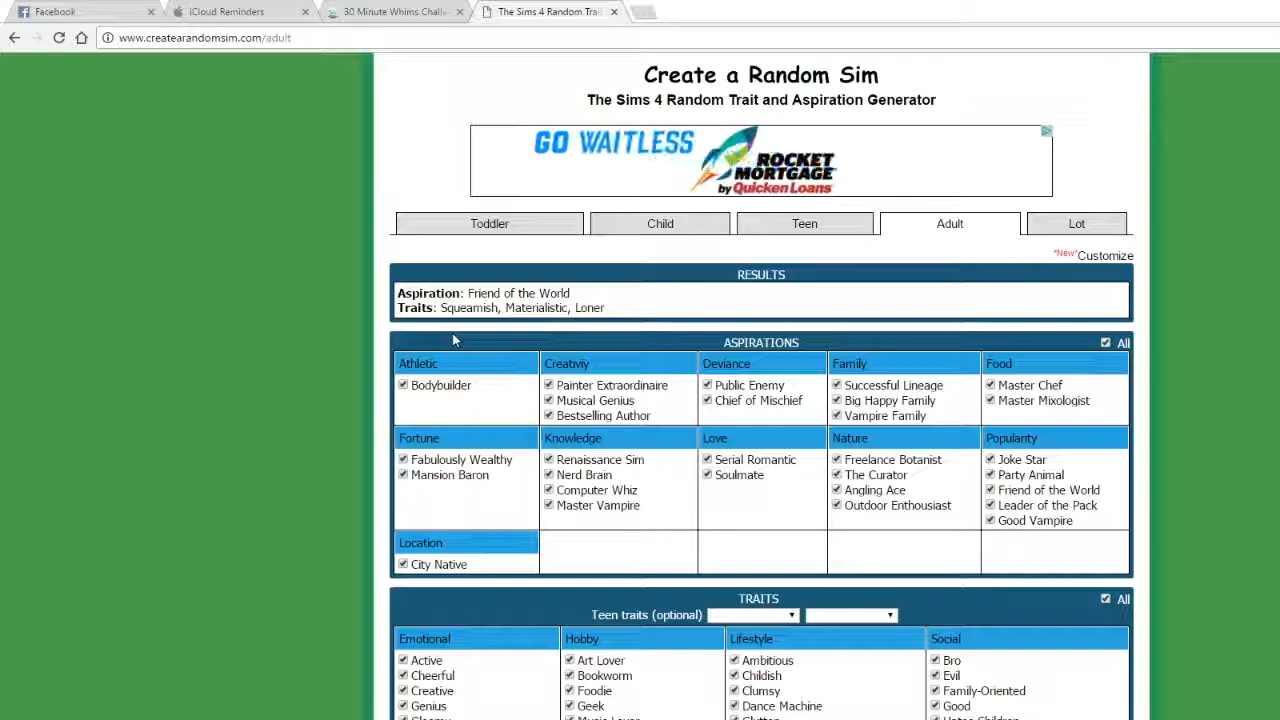 Facebook
iCloud Reminders
30 Minute Whims Challe
The Sims 4 Random Trai
www.createarandomsim.com/adult
Create a Random Sim
The Sims 4 Random Trait and Aspiration Generator
GO WAITLESS
ROCKET
MORTGAGE
by Quicken Loans
Toddler Child Teen Adult Lot
*New* Customize
RESULTS
Aspiration: Friend of the World
Traits: Squeamish, Materialistic, Loner
ASPIRATIONS All
Athletic Creativiy Deviance Family Food
Bodybuilder Painter Extraordinaire Public Enemy Successful Lineage Master Chef
Musical Genius Chief of Mischief Big Happy Family Master Mixologist
Bestselling Author Vampire Family
Fortune Knowledge Love Nature Popularity
Fabulously Wealthy Renaissance Sim Serial Romantic Freelance Botanist Joke Star
Mansion Baron Nerd Brain Soulmate The Curator Party Animal
Computer Whiz Angling Ace Friend of the World
Master Vampire Outdoor Enthusiast Leader of the Pack
Good Vampire
Location
City Native
TRAITS All
Teen traits (optional)
Emotional Hobby Lifestyle Social
Active Art Lover Ambitious Bro
Cheerful Bookworm Childish Evil
Creative Foodie Clumsy Family-Oriented
Genius Geek Dance Machine Good